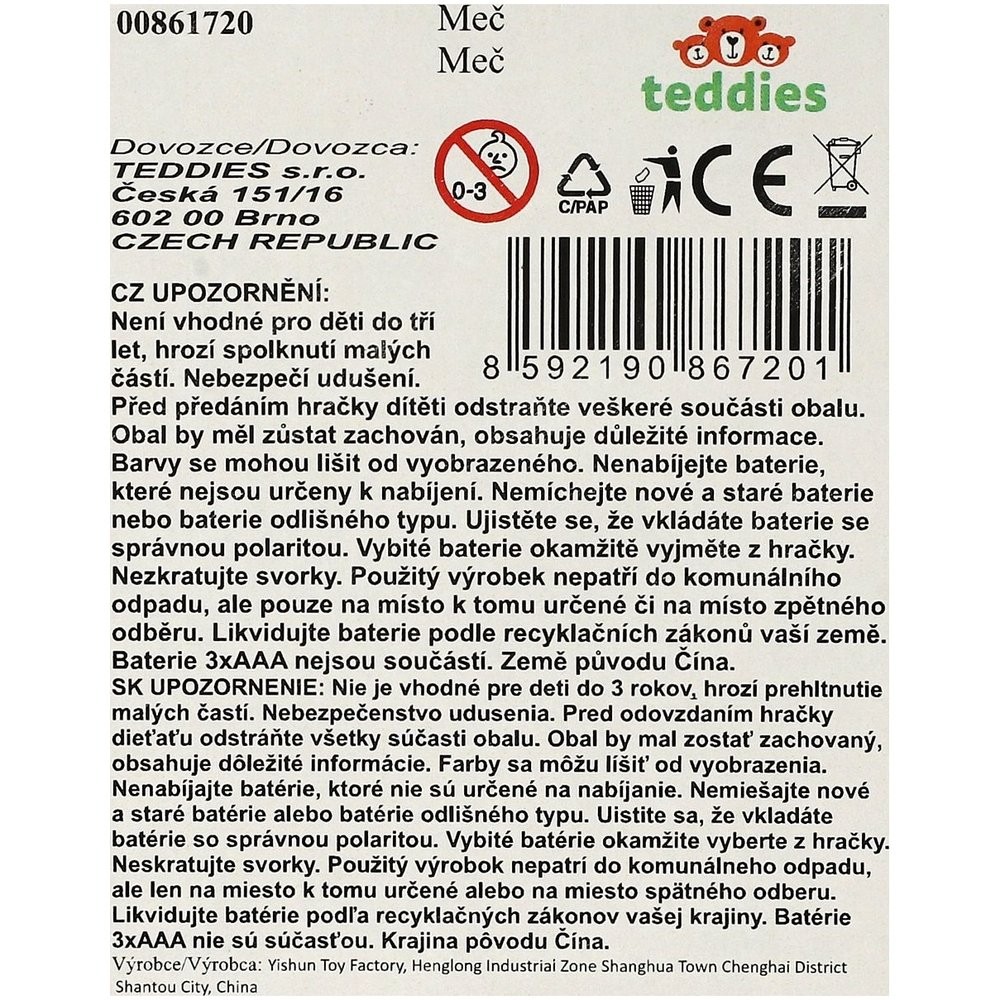 00861720
Meč
Meč
teddies
Dovozce/Dovozca:
TEDDIES s.r.o.
Česká 151/16
602 00 Brno
CZECH REPUBLIC
0-3
C/PAP
CE
8 592190 867201
CZ UPOZORNĚNÍ:
Není vhodné pro děti do tří
let, hrozí spolknutí malých
částí. Nebezpečí udušení.
Před předáním hračky dítěti odstraňte veškeré součásti obalu.
Obal by měl zůstat zachován, obsahuje důležité informace.
Barvy se mohou lišit od vyobrazeného. Nenabíjejte baterie,
které nejsou určeny k nabíjení. Nemíchejte nové a staré baterie
nebo baterie odlišného typu. Ujistěte se, že vkládáte baterie se
správnou polaritou. Vybité baterie okamžitě vyjměte z hračky.
Nezkratujte svorky. Použitý výrobek nepatří do komunálního
odpadu, ale pouze na místo k tomu určené či na místo zpětného
odběru. Likvidujte baterie podle recyklačních zákonů vaší země.
Baterie 3xAAA nejsou součástí. Země původu Čína.
SK UPOZORNENIE: Nie je vhodné pre deti do 3 rokov, hrozí prehltnutie
malých častí. Nebezpečenstvo udusenia. Pred odovzdaním hračky
dieťaťu odstráňte všetky súčasti obalu. Obal by mal zostať zachovaný,
obsahuje dôležité informácie. Farby sa môžu líšiť od vyobrazenia.
Nenabíjajte batérie, ktoré nie sú určené na nabíjanie. Nemiešajte nové
a staré batérie alebo batérie odlišného typu. Uistite sa, že vkladáte
batérie so správnou polaritou. Vybité batérie okamžite vyberte z hračky.
Neskratujte svorky. Použitý výrobok nepatrí do komunálneho odpadu,
ale len na miesto k tomu určené alebo na miesto spätného odberu.
Likvidujte batérie podľa recyklačných zákonov vašej krajiny. Batérie
3xAAA nie sú súčasťou. Krajina pôvodu Čína.
Výrobce/Výrobca: Yishun Toy Factory, Henglong Industriai Zone Shanghua Town Chenghai District
Shantou City, China